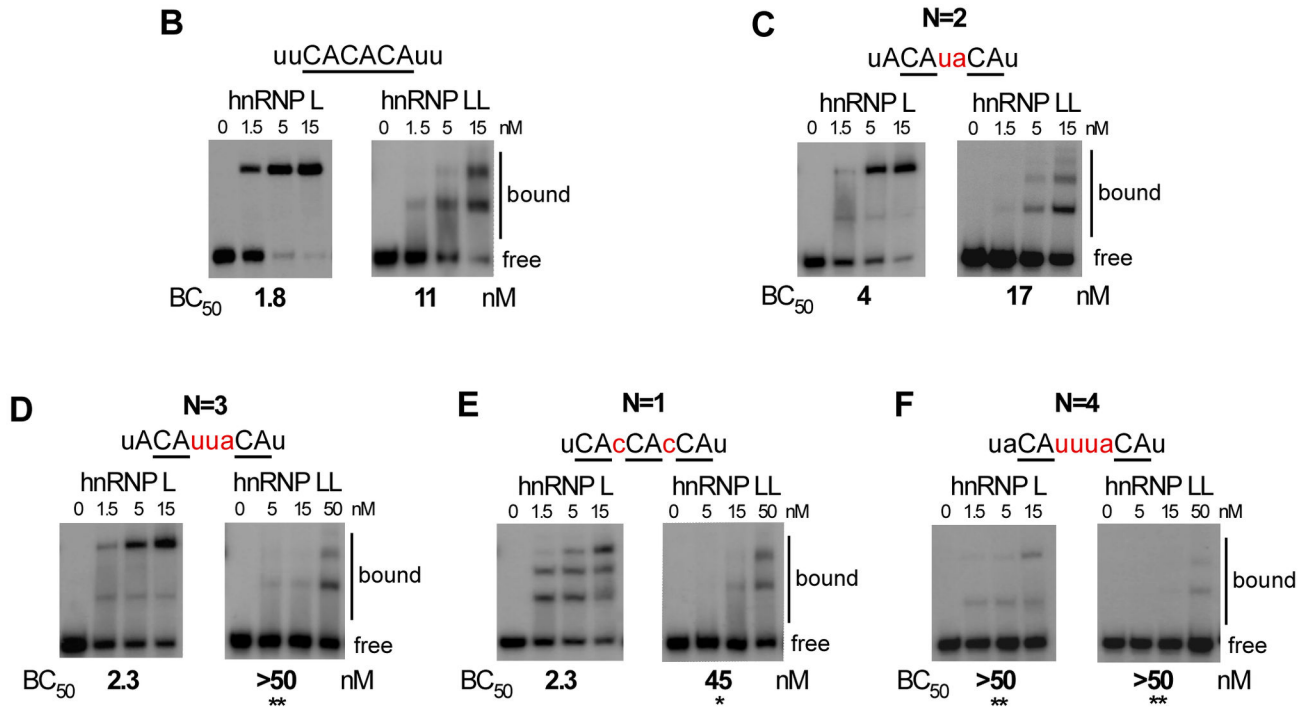 B
uuCACACAuu
hnRNP L hnRNP LL
0 1.5 5 15 0 1.5 5 15 nM
bound
free
BC50 1.8 11 nM
C
N=2
uACAuaCAu
hnRNP L hnRNP LL
0 1.5 5 15 0 1.5 5 15 nM
bound
free
BC50 4 17 nM
D
N=3
uACAuuaCAu
hnRNP L hnRNP LL
0 1.5 5 15 0 5 15 50 nM
bound
free
BC50 2.3 >50 nM
**
E
N=1
uCAcCAcCAu
hnRNP L hnRNP LL
0 1.5 5 15 0 5 15 50 nM
bound
free
BC50 2.3 45 nM
*
F
N=4
uaCAuuuaCAu
hnRNP L hnRNP LL
0 1.5 5 15 0 5 15 50 nM
bound
free
BC50 >50 >50 nM
** **